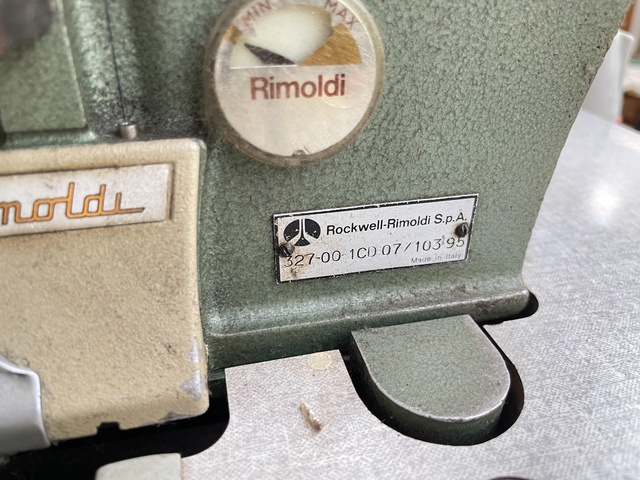 MIN MAX
Rimoldi
moldi
Rockwell-Rimoldi S.p.A.
327-00-1CD-07/103 95
Made in Italy